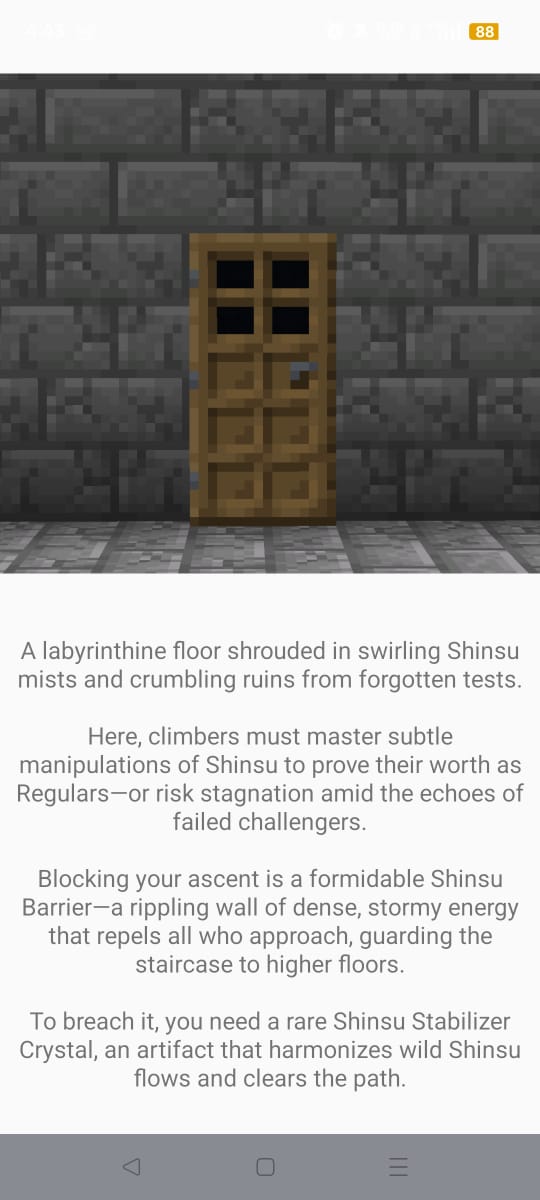 88
A labyrinthine floor shrouded in swirling Shinsu
mists and crumbling ruins from forgotten tests.
Here, climbers must master subtle
manipulations of Shinsu to prove their worth as
Regulars—or risk stagnation amid the echoes of
failed challengers.
Blocking your ascent is a formidable Shinsu
Barrier—a rippling wall of dense, stormy energy
that repels all who approach, guarding the
staircase to higher floors.
To breach it, you need a rare Shinsu Stabilizer
Crystal, an artifact that harmonizes wild Shinsu
flows and clears the path.